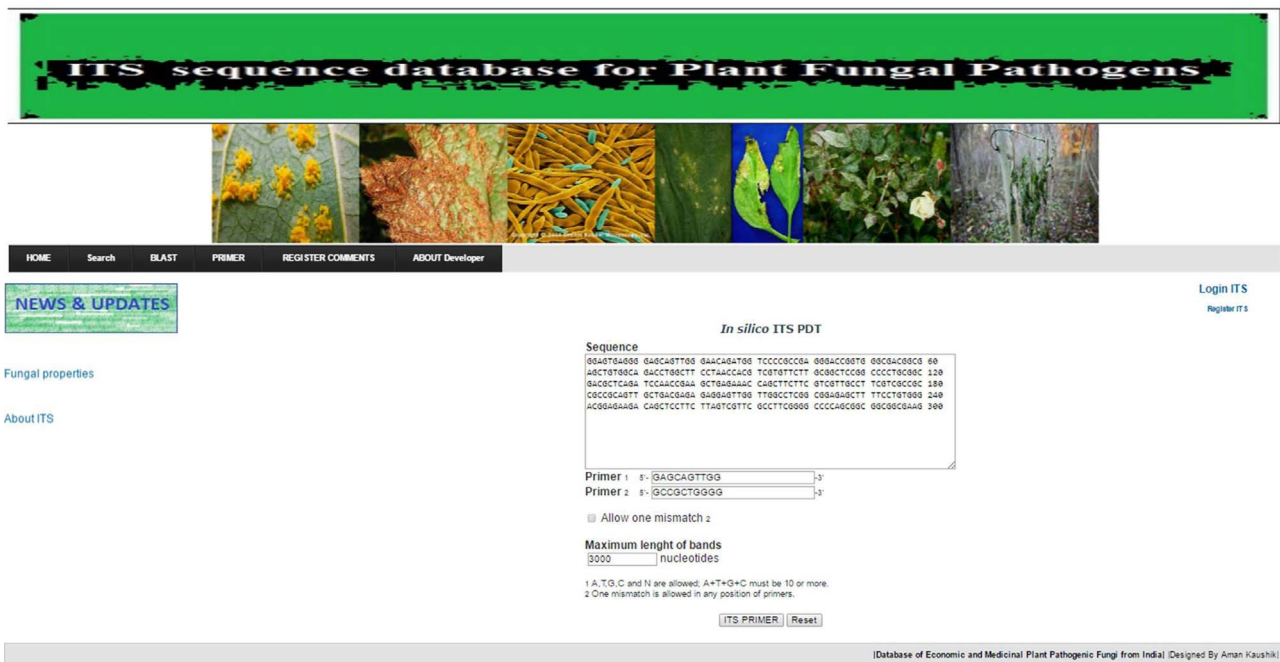 ITS sequence database for Plant Fungal Pathogens
HOME Search BLAST PRIMER REGISTER COMMENTS ABOUT Developer
NEWS & UPDATES
Login ITS
Register ITS
In silico ITS PDT
Sequence
GGAGTGAGGG GAGCAGTTGG GAACAGATGG TCCCCGCCGA GGGACCGGTG GGCGACGGCG 60
AGCTGTGGCA GACCTGGCTT CCTAACCACG TCGTGTTCTT GCGGCTCCGG CCCCTGCGGC 120
GACGCTCAGA TCCAACCGAA GCTGAGAAAC CAGCTTCTTC GTCGTTGCCT TCGTCGCCGC 180
CGCCGCAGTT GCTGACGAGA GAGGAGTTGG TTGGCCTCGG CGGAGAGCTT TTCCTGTGGG 240
ACGGAGAAGA CAGCTCCTTC TTAGTCGTTC GCCTTCGGGG CCCCAGCGGC GGCGGCGAAG 300
Fungal properties
About ITS
Primer 1 5'- GAGCAGTTGG -3'
Primer 2 5'- GCCGCTGGGG -3'
Allow one mismatch 2
Maximum lenght of bands
3000 nucleotides
1 A,T,G,C and N are allowed; A+T+G+C must be 10 or more.
2 One mismatch is allowed in any position of primers.
ITS PRIMER Reset
|Database of Economic and Medicinal Plant Pathogenic Fungi from India| |Designed By Aman Kaushik|